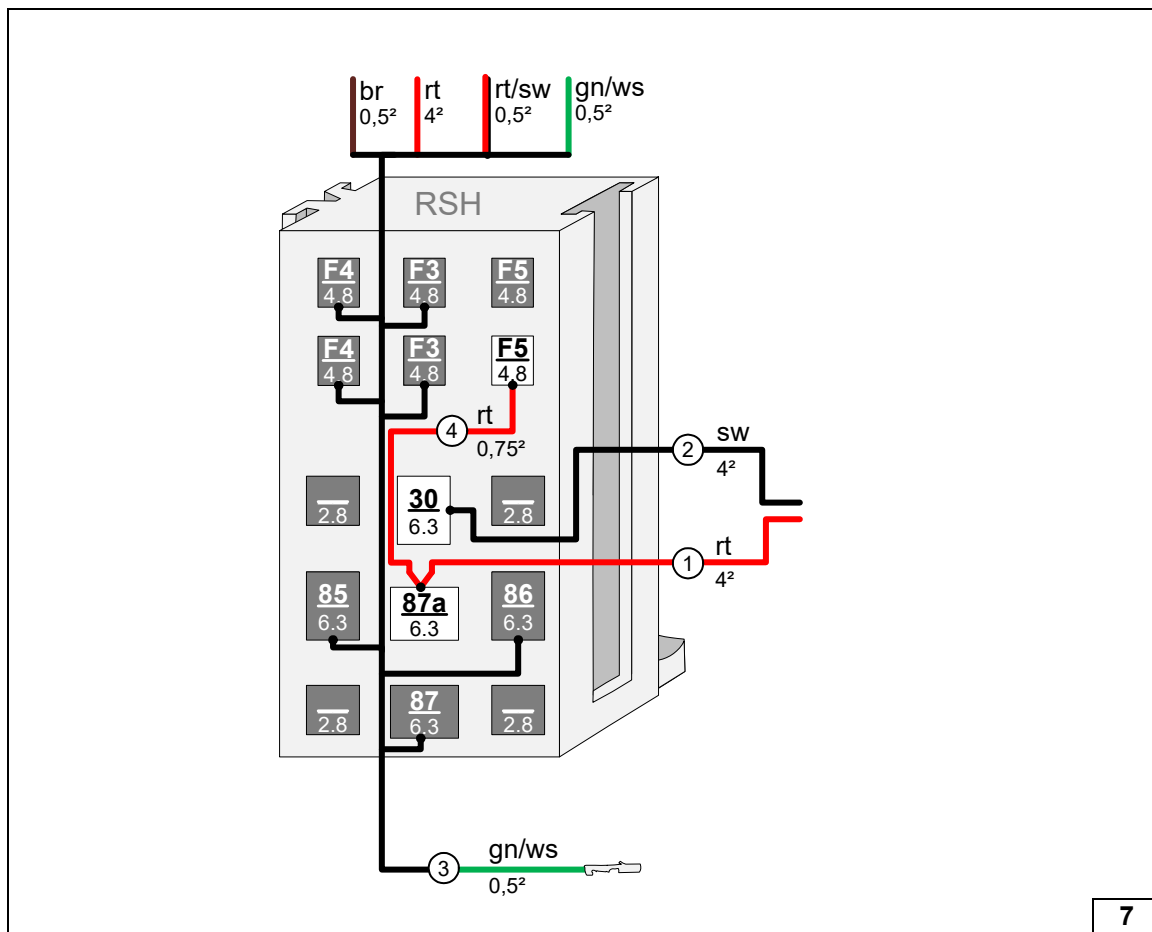 br rt rt/sw gn/ws
0,5² 4² 0,5² 0,5²
RSH
F4 F3 F5
4.8 4.8 4.8
F4 F3 F5
4.8 4.8 4.8
4 rt
0,75²
2 sw
4²
30
2.8 6.3 2.8
1 rt
4²
85 87a 86
6.3 6.3 6.3
87
2.8 6.3 2.8
3 gn/ws
0,5²
7